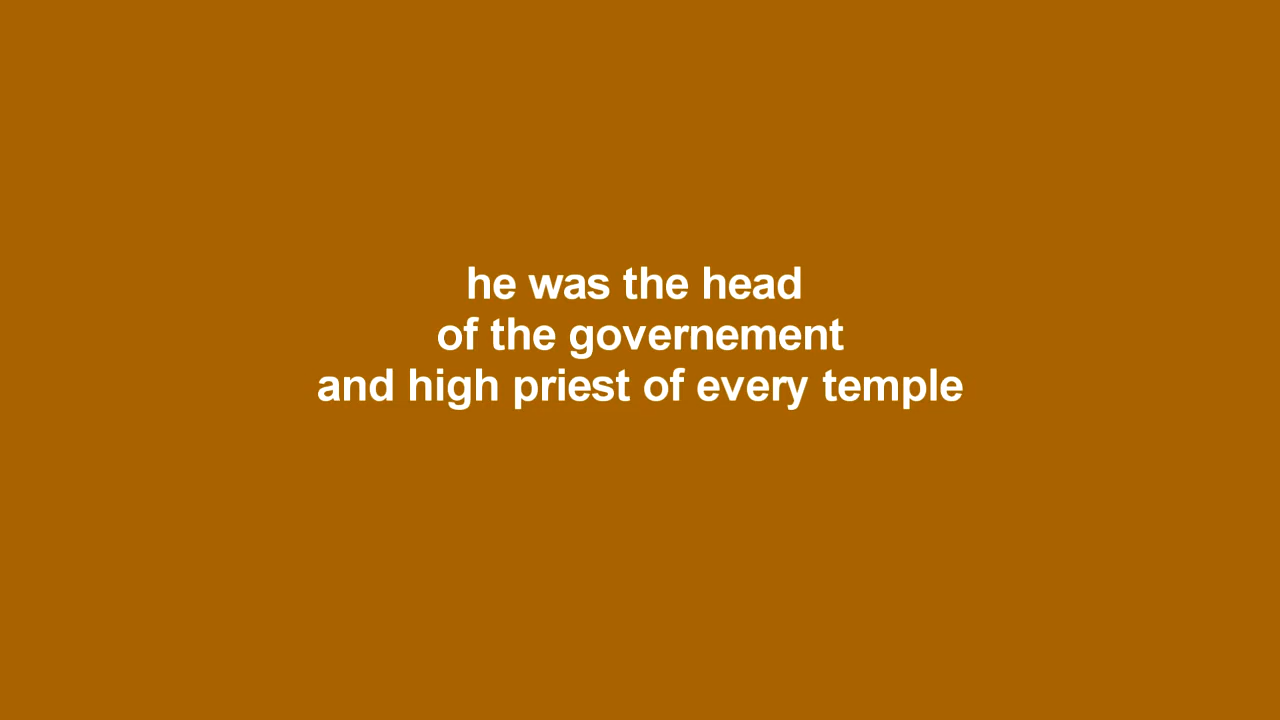 he was the head
of the governement
and high priest of every temple